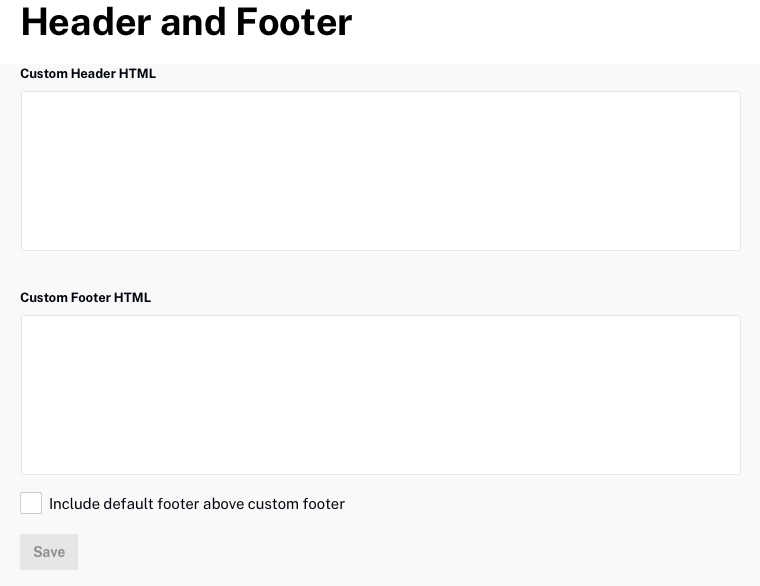 Header and Footer
Custom Header HTML
Custom Footer HTML
Include default footer above custom footer
Save